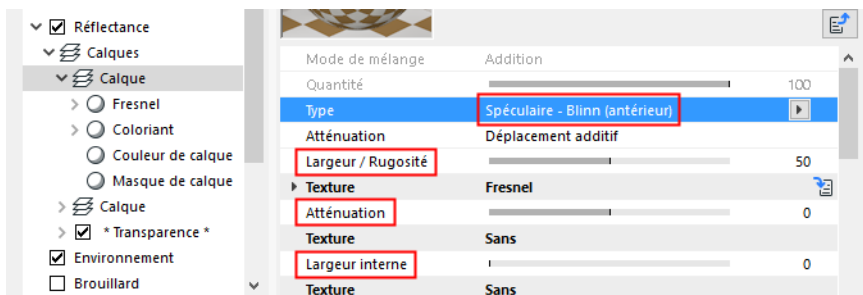 Réflectance
Calques
Calque
Fresnel
Coloriant
Couleur de calque
Masque de calque
Calque
* Transparence *
Environnement
Brouillard
Mode de mélange Addition
Quantité 100
Type Spéculaire - Blinn (antérieur)
Atténuation Déplacement additif
Largeur / Rugosité 50
Texture Fresnel
Atténuation 0
Texture Sans
Largeur interne 0
Texture Sans